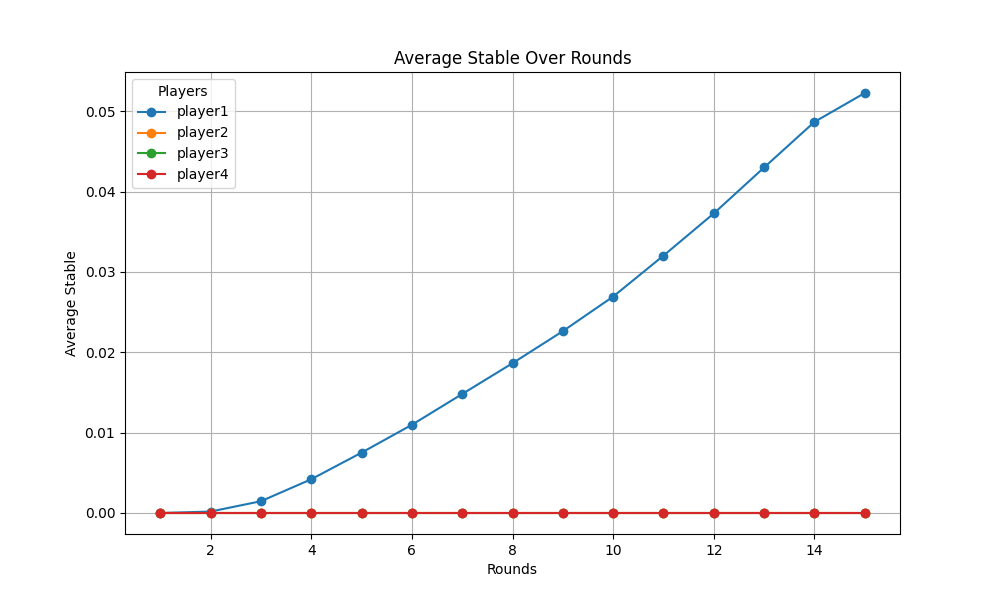 Average Stable Over Rounds
Players
player1
player2
player3
player4
Average Stable
0.05
0.04
0.03
0.02
0.01
0.00
2 4 6 8 10 12 14
Rounds